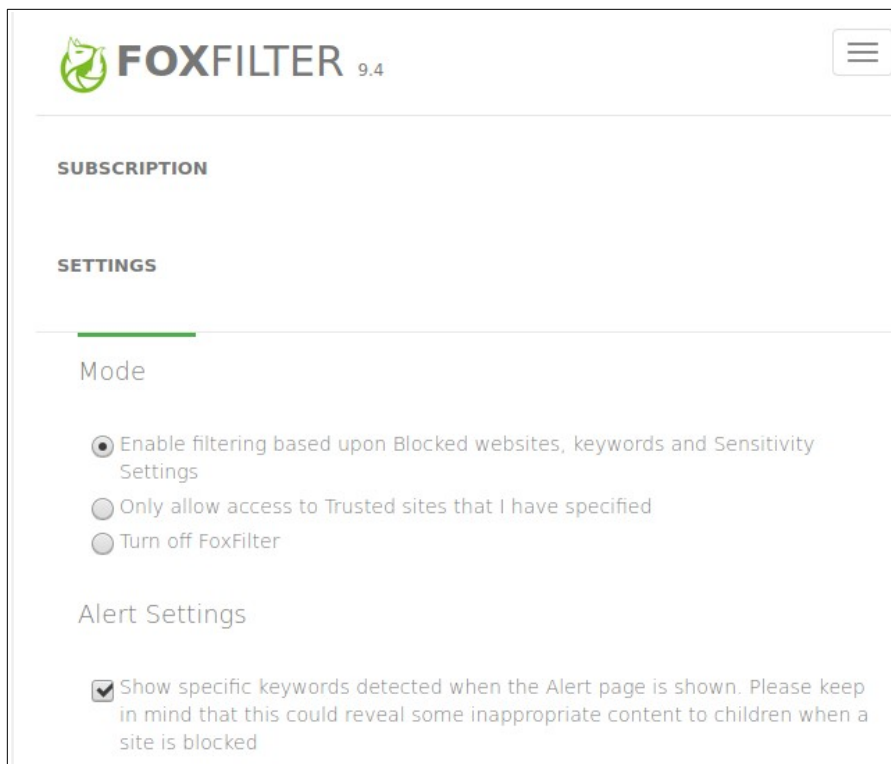 FOXFILTER 9.4
SUBSCRIPTION
SETTINGS
Mode
Enable filtering based upon Blocked websites, keywords and Sensitivity
Settings
Only allow access to Trusted sites that I have specified
Turn off FoxFilter
Alert Settings
Show specific keywords detected when the Alert page is shown. Please keep
in mind that this could reveal some inappropriate content to children when a
site is blocked